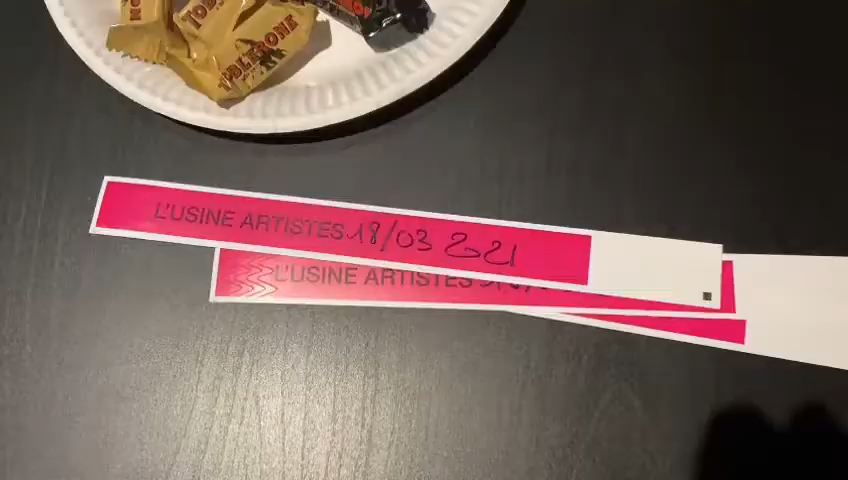 TOBLERONE
L'USINE ARTISTES 18/03 2021
L'USINE ARTISTES